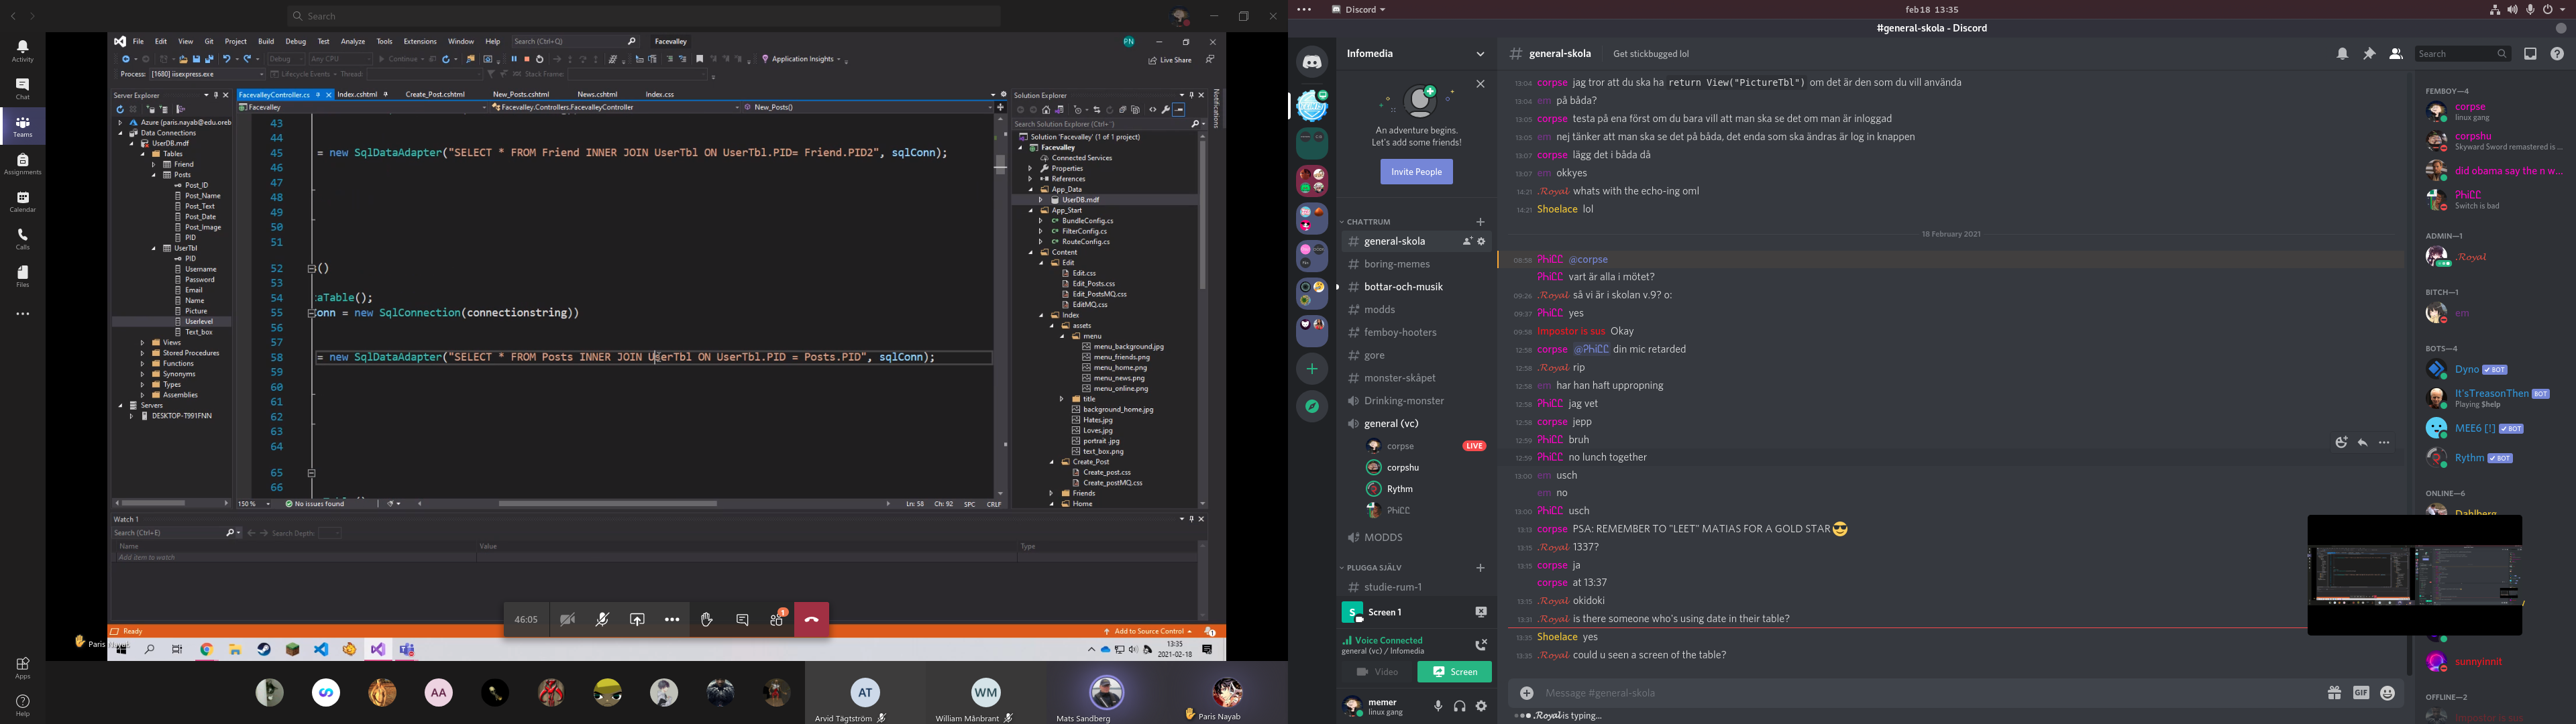 Search
Activity
Chat
Teams
Assignments
Calendar
Calls
Files
Apps
Help
File Edit View Git Project Build Debug Test Analyze Tools Extensions Window Help Search (Ctrl+Q) Facevalley PN
Debug Any CPU Continue Application Insights Live Share
Process: [1680] iisexpress.exe Lifecycle Events Thread: Stack Frame:
Server Explorer
Azure (paris.nayab@edu.oreb
Data Connections
UserDB.mdf
Tables
Friend
Posts
Post_ID
Post_Name
Post_Text
Post_Date
Post_Image
PID
UserTbl
PID
Username
Password
Email
Name
Picture
Userlevel
Text_box
Views
Stored Procedures
Functions
Synonyms
Types
Assemblies
Servers
DESKTOP-T991FNN
FacevalleyController.cs Index.cshtml Create_Post.cshtml New_Posts.cshtml News.cshtml Index.css
Facevalley Facevalley.Controllers.FacevalleyController New_Posts()
43
44
45 = new SqlDataAdapter("SELECT * FROM Friend INNER JOIN UserTbl ON UserTbl.PID= Friend.PID2", sqlConn);
46
47
48
49
50
51
52 ()
53
54 :aTable();
55 :onn = new SqlConnection(connectionstring))
56
57
58 = new SqlDataAdapter("SELECT * FROM Posts INNER JOIN UserTbl ON UserTbl.PID = Posts.PID", sqlConn);
59
60
61
62
63
64
65
66
150 % No issues found Ln: 58 Ch: 92 SPC CRLF
Solution Explorer
Search Solution Explorer (Ctrl+')
Solution 'Facevalley' (1 of 1 project)
Facevalley
Connected Services
Properties
References
App_Data
UserDB.mdf
App_Start
BundleConfig.cs
FilterConfig.cs
RouteConfig.cs
Content
Edit
Edit.css
Edit_Posts.css
Edit_PostsMQ.css
EditMQ.css
Index
assets
menu
menu_background.jpg
menu_friends.png
menu_home.png
menu_news.png
menu_online.png
title
background_home.jpg
Hates.jpg
Loves.jpg
portrait .jpg
text_box.png
Create_Post
Create_post.css
Create_postMQ.css
Friends
Home
Notifications
Watch 1
Search (Ctrl+E) Search Depth:
Name Value Type
Add item to watch
46:05 1
Ready Add to Source Control 1
Paris Nayab
13:35
2021-02-18
AA AT WM
Arvid Tägtström William Månbrant Mats Sandberg Paris Nayab
Discord feb18 13:35
#general-skola - Discord
Infomedia
An adventure begins.
Let's add some friends!
Invite People
CHATTRUM
general-skola
boring-memes
bottar-och-musik
modds
femboy-hooters
gore
monster-skåpet
Drinking-monster
general (vc)
corpse LIVE
corpshu
Rythm
PhiCC
MODDS
PLUGGA SJÄLV
studie-rum-1
S Screen 1
Voice Connected
general (vc) / Infomedia
Video Screen
memer
linux gang
# general-skola Get stickbugged lol Search
13:04 corpse jag tror att du ska ha return View("PictureTbl") om det är den som du vill använda
13:04 em på båda?
13:05 corpse testa på ena först om du bara vill att man ska se det om man är inloggad
13:05 em nej tänker att man ska se det på båda, det enda som ska ändras är log in knappen
13:07 corpse lägg det i båda då
13:07 em okkyes
14:21 .Royal whats with the echo-ing oml
14:21 Shoelace lol
18 February 2021
08:58 PhiCC @corpse
PhiCC vart är alla i mötet?
09:26 .Royal så vi är i skolan v.9? o:
09:37 PhiCC yes
09:58 Impostor is sus Okay
12:58 corpse @PhiCC din mic retarded
12:58 .Royal rip
12:58 em har han haft uppropning
12:58 PhiCC jag vet
12:58 corpse jepp
12:59 PhiCC bruh
12:59 PhiCC no lunch together
13:00 em usch
em no
13:00 PhiCC usch
13:13 corpse PSA: REMEMBER TO "LEET" MATIAS FOR A GOLD STAR 😎
13:15 .Royal 1337?
13:15 corpse ja
corpse at 13:37
13:15 .Royal okidoki
13:31 .Royal is there someone who's using date in their table?
13:35 Shoelace yes
13:35 .Royal could u seen a screen of the table?
Message #general-skola
GIF
.Royal is typing...
FEMBOY—4
corpse
linux gang
corpshu
Skyward Sword remastered is ...
did obama say the n w...
PhiCC
Switch is bad
ADMIN—1
.Royal
BITCH—1
em
BOTS—4
Dyno BOT
It'sTreasonThen BOT
Playing $help
MEE6 [!] BOT
Rythm BOT
ONLINE—6
Dahlberg
sunnyinnit
OFFLINE—2